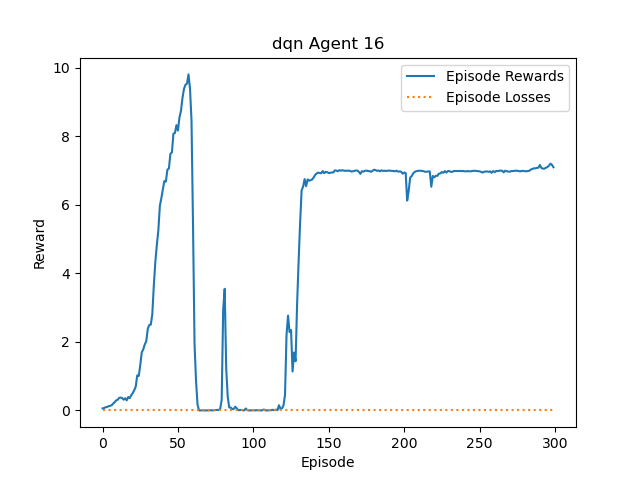 dqn Agent 16
Episode Rewards
Episode Losses
Reward
10
8
6
4
2
0
0 50 100 150 200 250 300
Episode